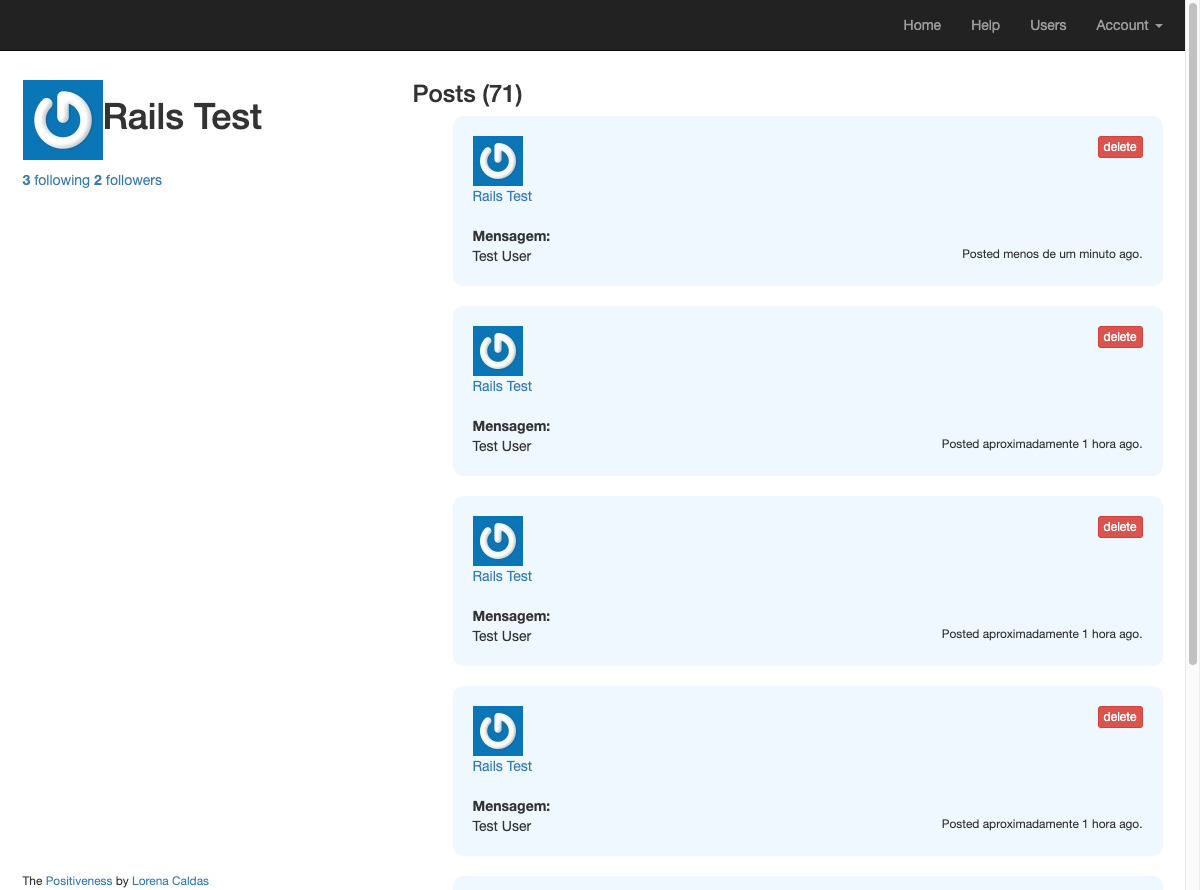 Home Help Users Account
Rails Test
3 following 2 followers
Posts (71)
delete
Rails Test
Mensagem:
Test User
Posted menos de um minuto ago.
delete
Rails Test
Mensagem:
Test User
Posted aproximadamente 1 hora ago.
delete
Rails Test
Mensagem:
Test User
Posted aproximadamente 1 hora ago.
delete
Rails Test
Mensagem:
Test User
Posted aproximadamente 1 hora ago.
The Positiveness by Lorena Caldas